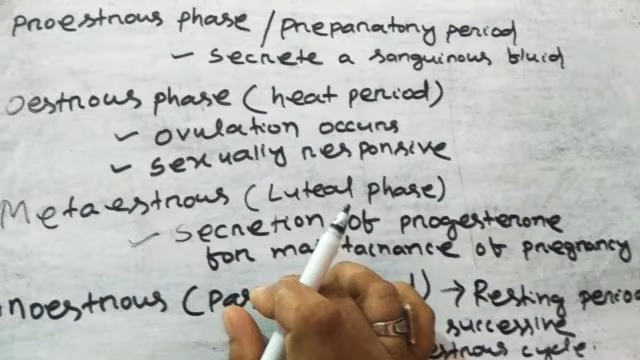 Proestrous phase / preparatory period
- secrete a sanguinous fluid
oestrous phase (heat period)
ovulation occurs
sexually responsive
Metaestrous (Luteal phase)
secretion of progesterone
for maintainance of pregnancy
noestrous ( → Resting period
successive
strous cycle.